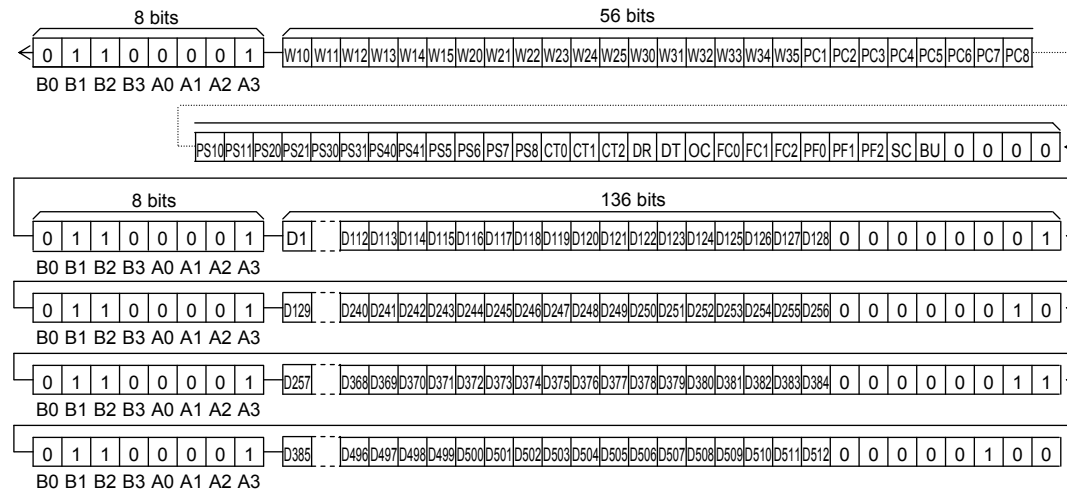 8 bits 56 bits
0 1 1 0 0 0 0 1 W10 W11 W12 W13 W14 W15 W20 W21 W22 W23 W24 W25 W30 W31 W32 W33 W34 W35 PC1 PC2 PC3 PC4 PC5 PC6 PC7 PC8
B0 B1 B2 B3 A0 A1 A2 A3
PS10 PS11 PS20 PS21 PS30 PS31 PS40 PS41 PS5 PS6 PS7 PS8 CT0 CT1 CT2 DR DT OC FC0 FC1 FC2 PF0 PF1 PF2 SC BU 0 0 0 0
8 bits 136 bits
0 1 1 0 0 0 0 1 D1 D112 D113 D114 D115 D116 D117 D118 D119 D120 D121 D122 D123 D124 D125 D126 D127 D128 0 0 0 0 0 0 0 1
B0 B1 B2 B3 A0 A1 A2 A3
0 1 1 0 0 0 0 1 D129 D240 D241 D242 D243 D244 D245 D246 D247 D248 D249 D250 D251 D252 D253 D254 D255 D256 0 0 0 0 0 0 1 0
B0 B1 B2 B3 A0 A1 A2 A3
0 1 1 0 0 0 0 1 D257 D368 D369 D370 D371 D372 D373 D374 D375 D376 D377 D378 D379 D380 D381 D382 D383 D384 0 0 0 0 0 0 1 1
B0 B1 B2 B3 A0 A1 A2 A3
0 1 1 0 0 0 0 1 D385 D496 D497 D498 D499 D500 D501 D502 D503 D504 D505 D506 D507 D508 D509 D510 D511 D512 0 0 0 0 0 1 0 0
B0 B1 B2 B3 A0 A1 A2 A3